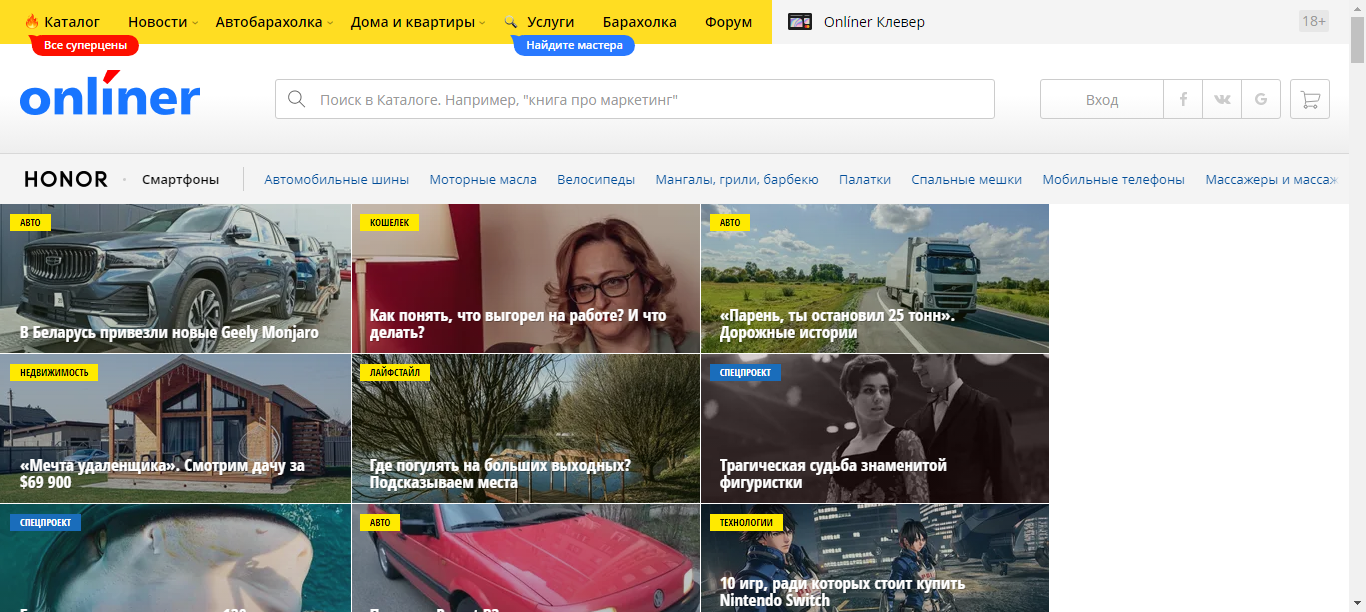 Каталог
Новости
Автобарахолка
Дома и квартиры
Услуги
Барахолка
Форум
Onlíner Клевер
18+
Все суперцены
Найдите мастера
onlíner
Поиск в Каталоге. Например, "книга про маркетинг"
Вход
f
G
HONOR
Смартфоны
Автомобильные шины
Моторные масла
Велосипеды
Мангалы, грили, барбекю
Палатки
Спальные мешки
Мобильные телефоны
Массажеры и массаж
АВТО
В Беларусь привезли новые Geely Monjaro
КОШЕЛЕК
Как понять, что выгорел на работе? И что
делать?
АВТО
«Парень, ты остановил 25 тонн».
Дорожные истории
НЕДВИЖИМОСТЬ
«Мечта удаленщика». Смотрим дачу за
$69 900
ЛАЙФСТАЙЛ
Где погулять на больших выходных?
Подсказываем места
СПЕЦПРОЕКТ
Трагическая судьба знаменитой
фигуристки
СПЕЦПРОЕКТ
АВТО
ТЕХНОЛОГИИ
10 игр, ради которых стоит купить
Nintendo Switch